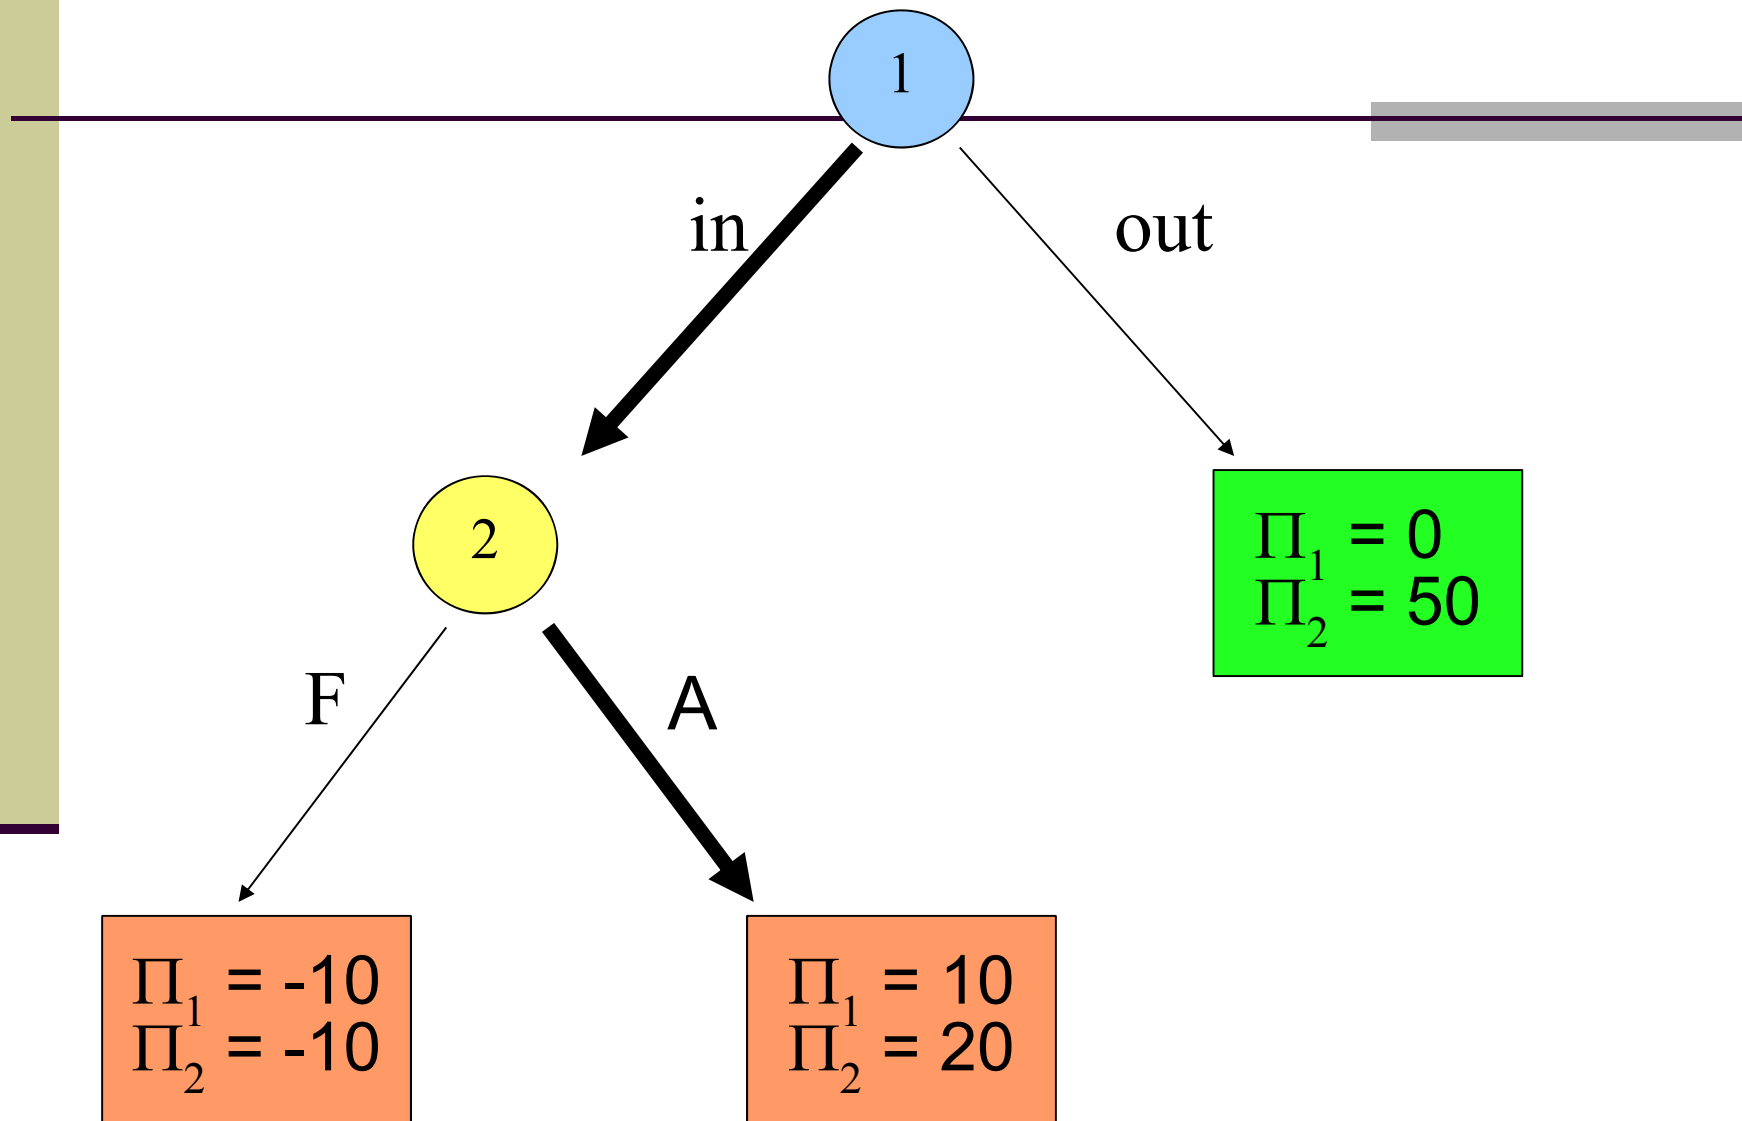 1
in
out
2
Π1 = 0
Π2 = 50
F
A
Π1 = -10
Π2 = -10
Π1 = 10
Π2 = 20